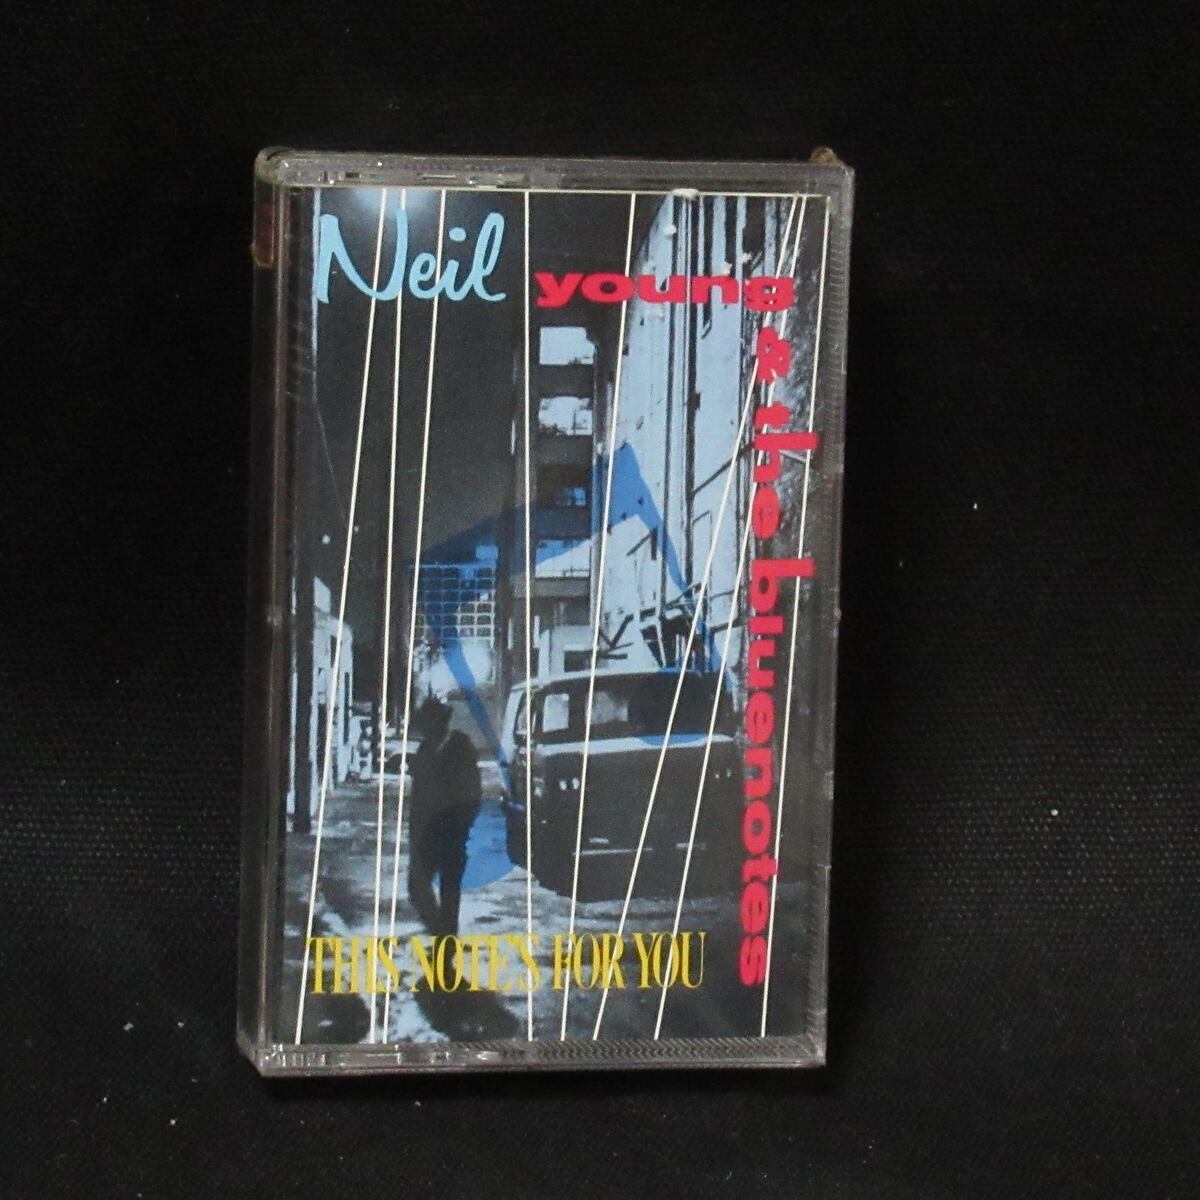 Neil young
& the bluenotes
THIS NOTE'S FOR YOU